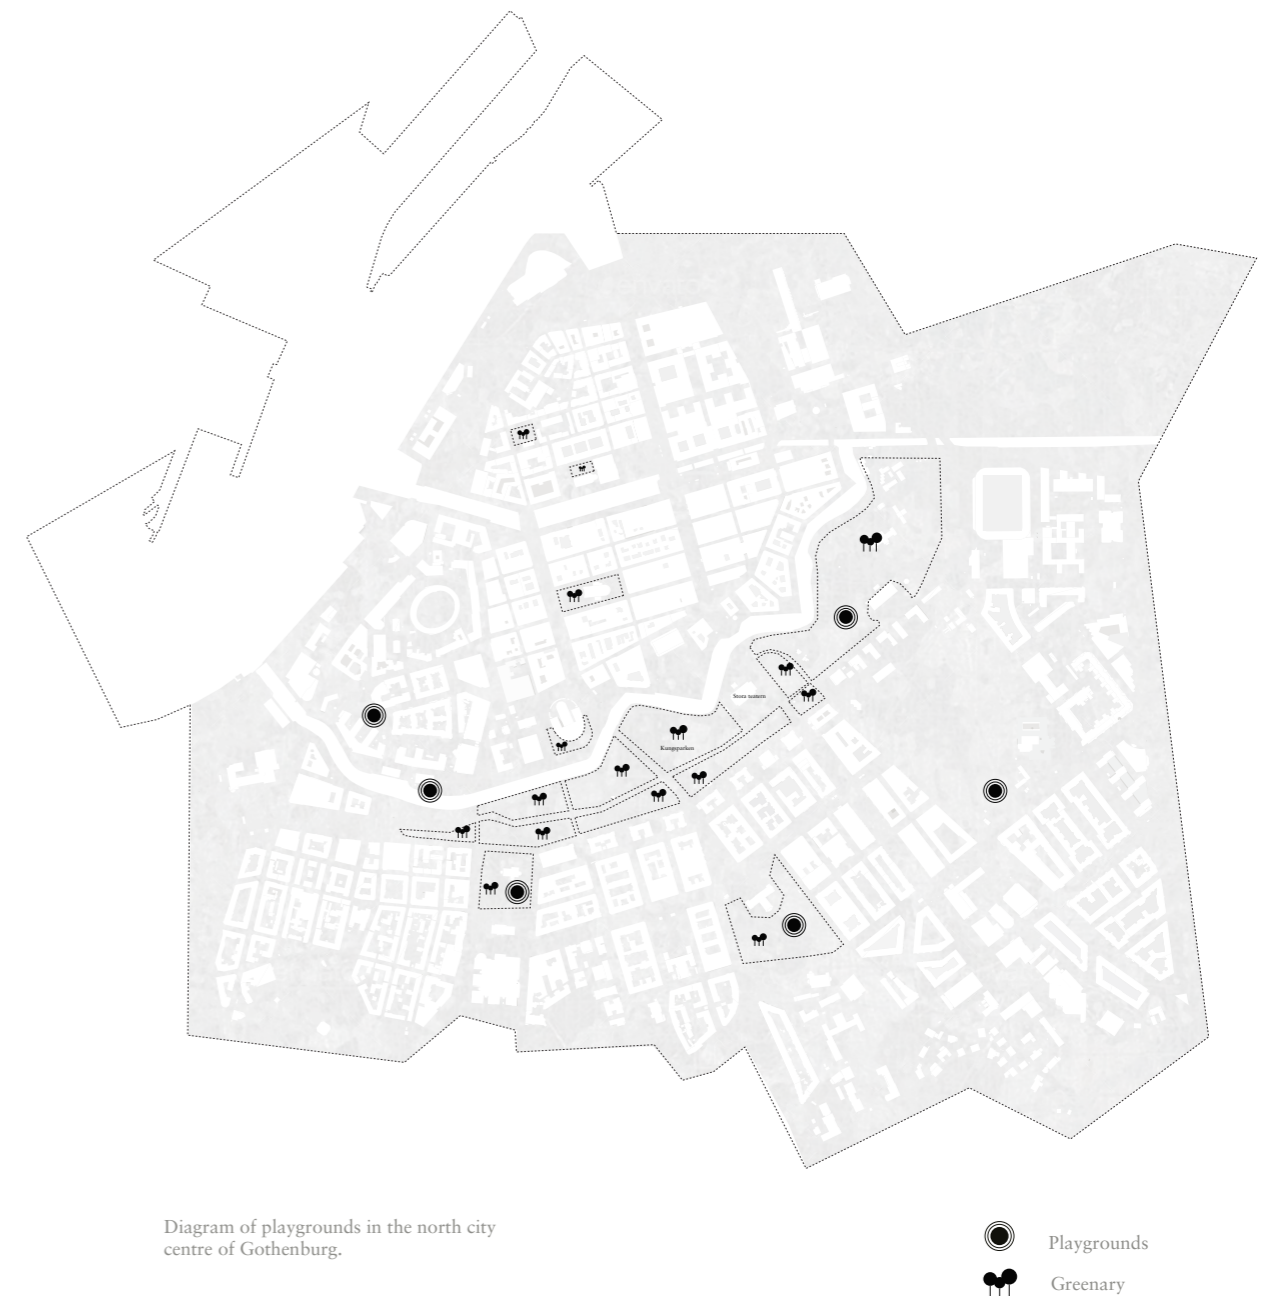 Stora teatern
Kungsparken
Diagram of playgrounds in the north city
centre of Gothenburg.
Playgrounds
Greenary